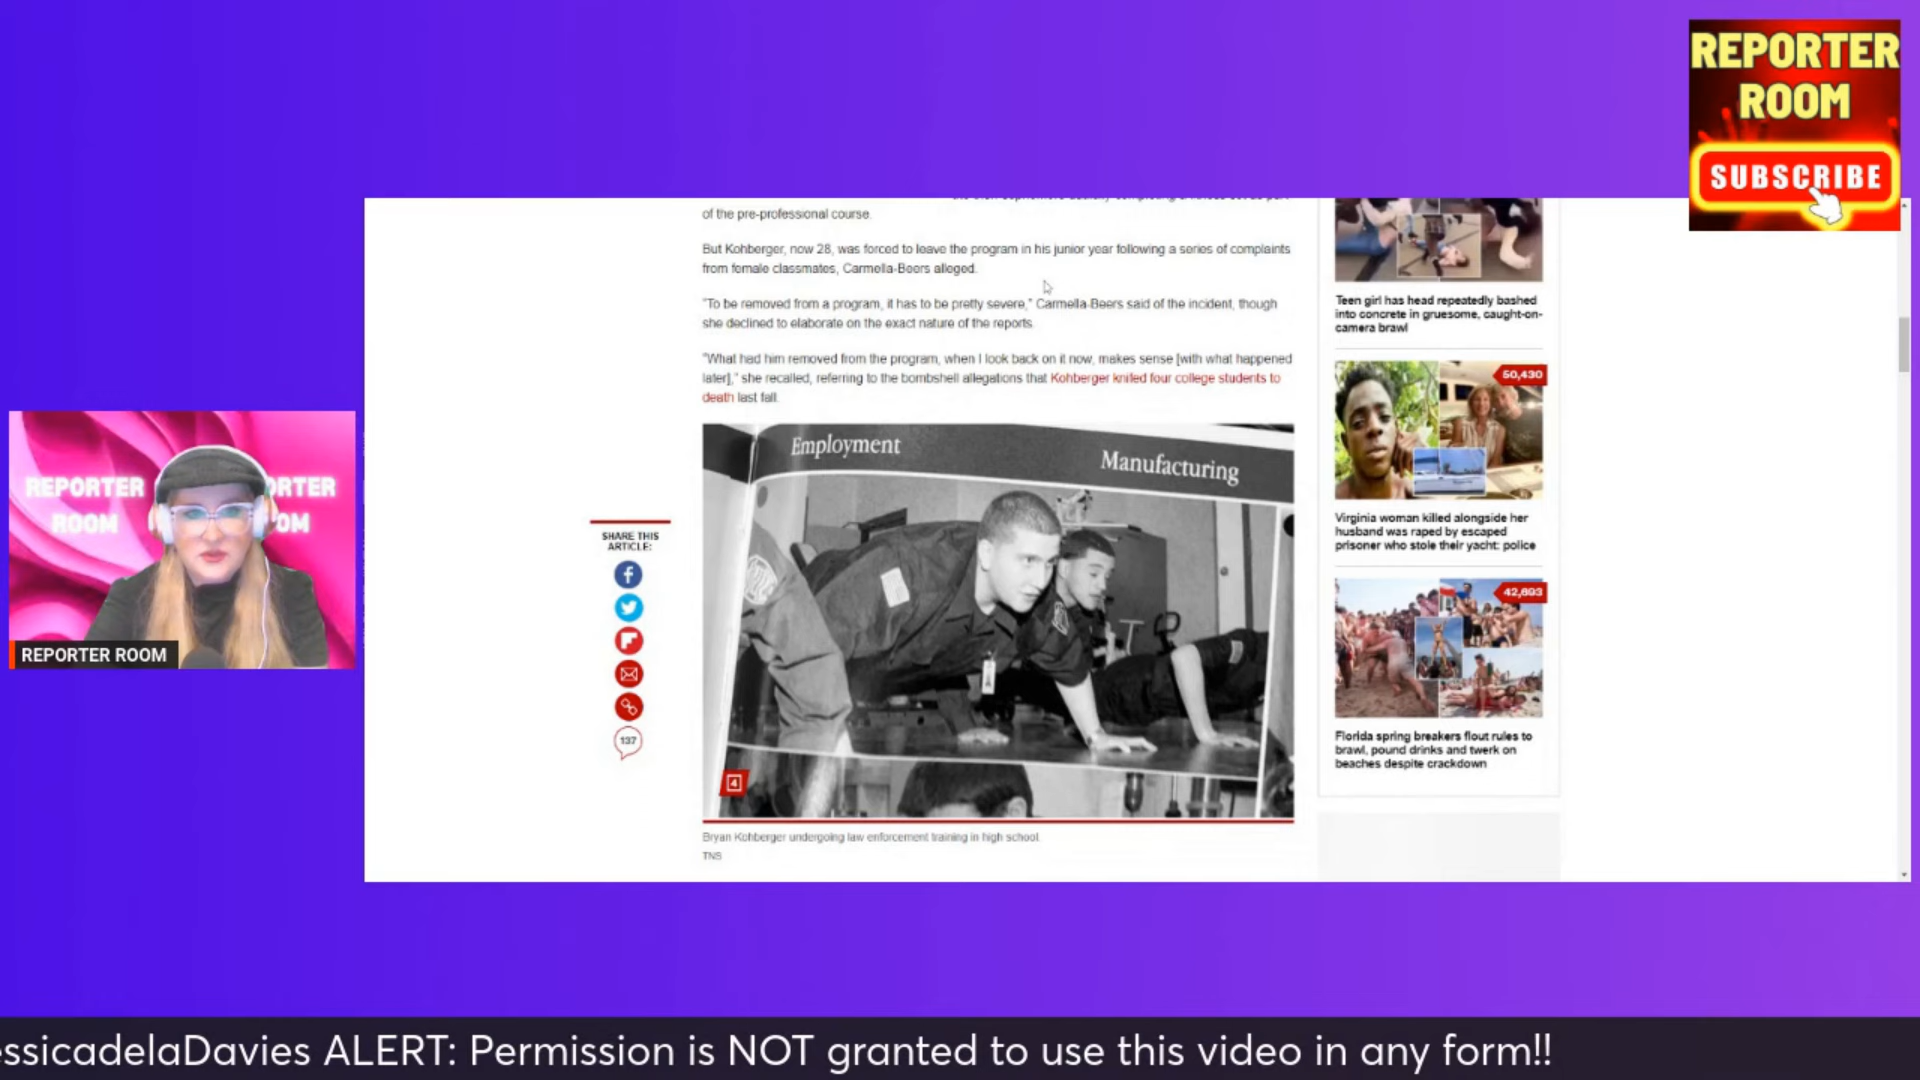 REPORTER
ROOM
SUBSCRIBE
of the pre-professional course.
But Kohberger, now 28, was forced to leave the program in his junior year following a series of complaints
from female classmates, Carmella-Beers alleged.
"To be removed from a program, it has to be pretty severe," Carmella-Beers said of the incident, though
she declined to elaborate on the exact nature of the reports.
"What had him removed from the program, when I look back on it now, makes sense [with what happened
later]," she recalled, referring to the bombshell allegations that Kohberger knifed four college students to
death last fall.
Employment
Manufacturing
SHARE THIS
ARTICLE:
137
4
Bryan Kohberger undergoing law enforcement training in high school.
TNS
Teen girl has head repeatedly bashed
into concrete in gruesome, caught-on-
camera brawl
50,430
Virginia woman killed alongside her
husband was raped by escaped
prisoner who stole their yacht: police
42,693
Florida spring breakers flout rules to
brawl, pound drinks and twerk on
beaches despite crackdown
REPORTER
ROOM
ORTER
OM
REPORTER ROOM
essicadelaDavies ALERT: Permission is NOT granted to use this video in any form!!